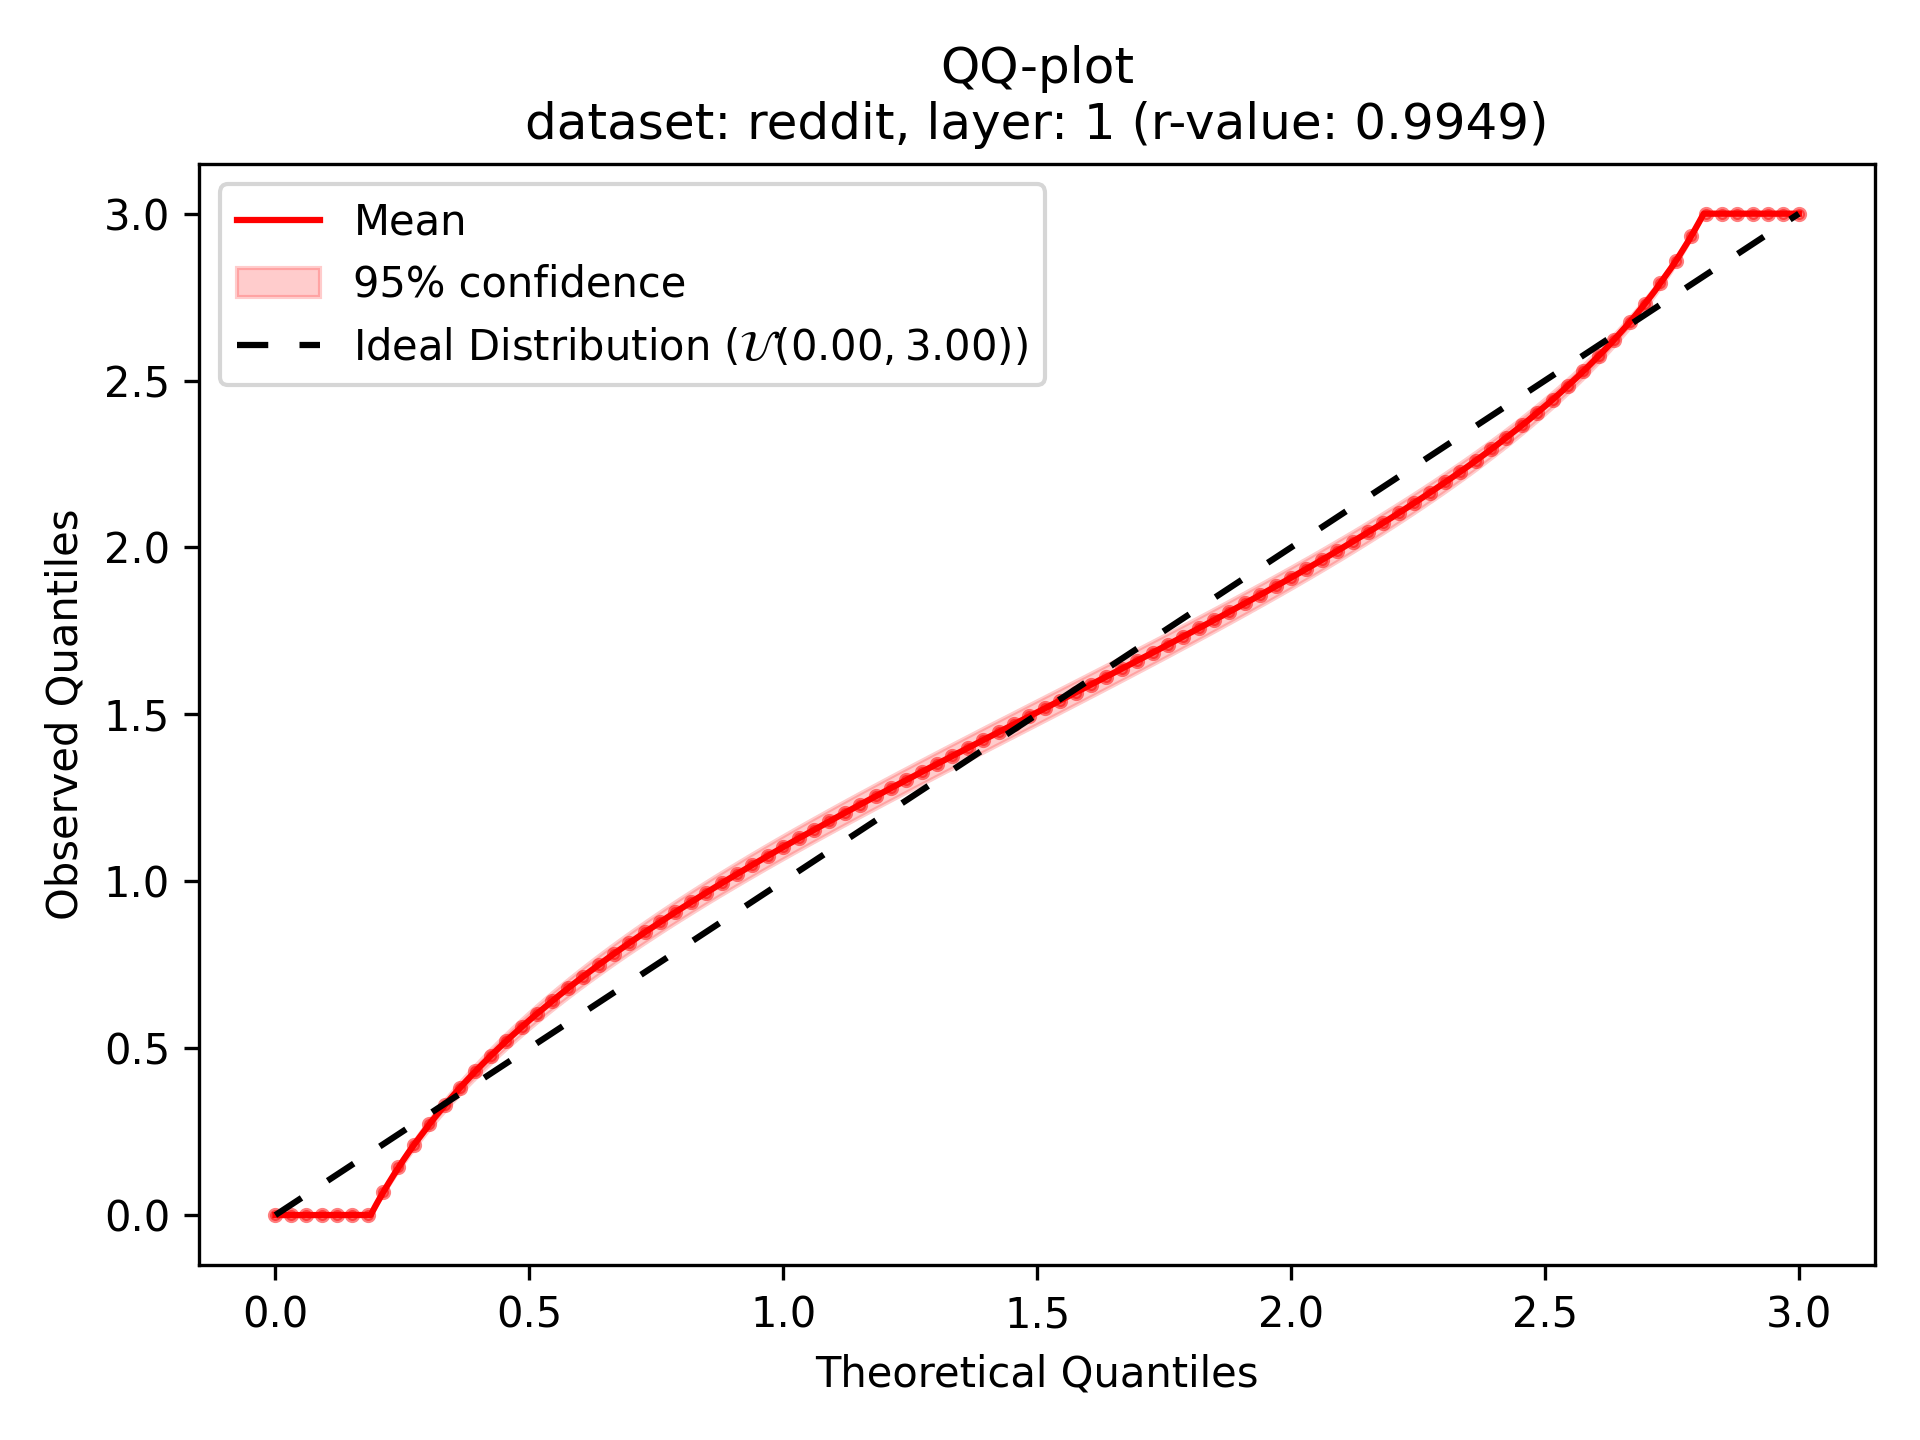 QQ-plot
dataset: reddit, layer: 1 (r-value: 0.9949)
Mean
95% confidence
Ideal Distribution (𝒰(0.00, 3.00))
3.0
2.5
2.0
1.5
1.0
0.5
0.0
Observed Quantiles
0.0 0.5 1.0 1.5 2.0 2.5 3.0
Theoretical Quantiles